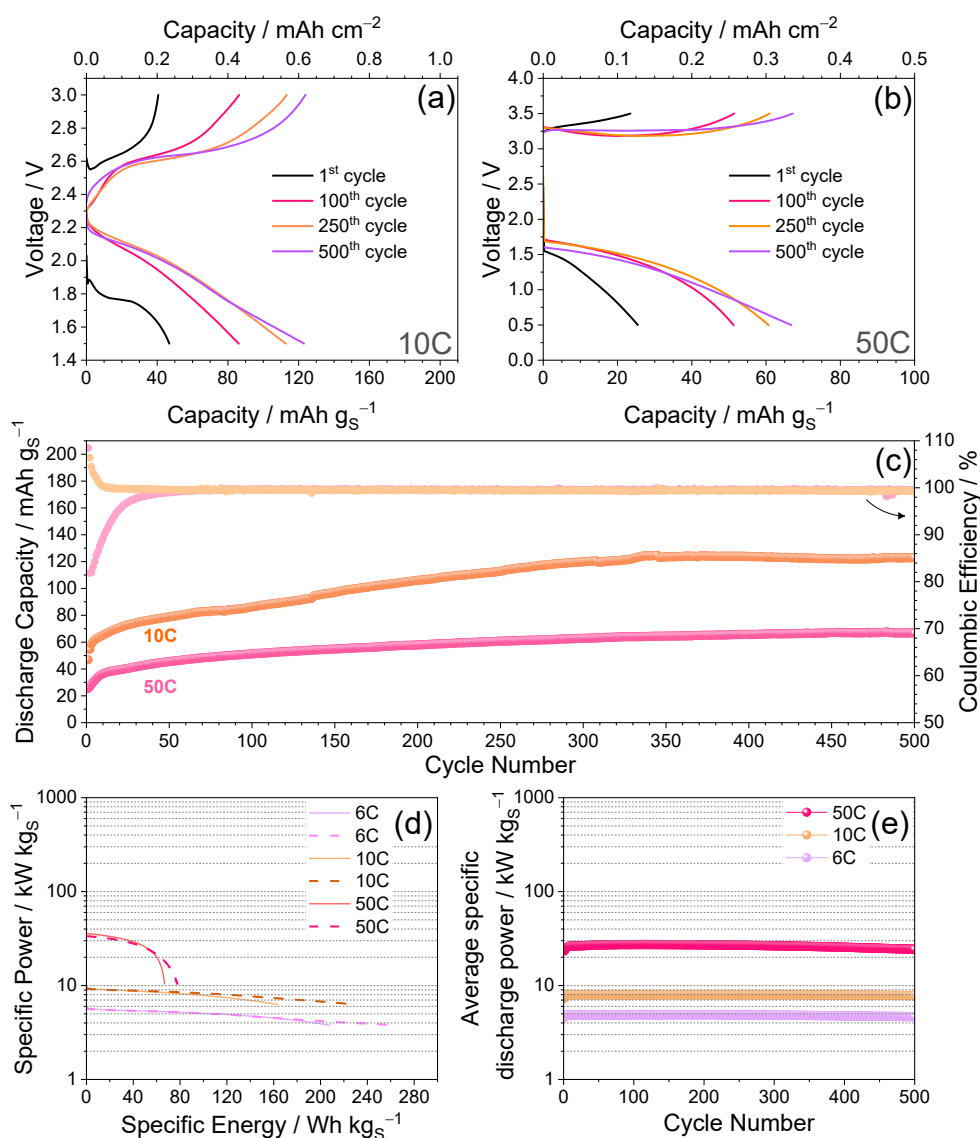 Capacity / mAh cm⁻²
0.0 0.2 0.4 0.6 0.8 1.0
3.0
2.8
2.6
2.4
2.2
2.0
1.8
1.6
1.4
Voltage / V
(a)
1ˢᵗ cycle
100ᵗʰ cycle
250ᵗʰ cycle
500ᵗʰ cycle
10C
0 40 80 120 160 200
Capacity / mAh gₛ⁻¹
Capacity / mAh cm⁻²
0.0 0.1 0.2 0.3 0.4 0.5
4.0
3.5
3.0
2.5
2.0
1.5
1.0
0.5
0.0
Voltage / V
(b)
1ˢᵗ cycle
100ᵗʰ cycle
250ᵗʰ cycle
500ᵗʰ cycle
50C
0 20 40 60 80 100
Capacity / mAh gₛ⁻¹
Discharge Capacity / mAh gₛ⁻¹
200
180
160
140
120
100
80
60
40
20
0
(c)
10C
50C
110
100
90
80
70
60
50
Coulombic Efficiency / %
0 50 100 150 200 250 300 350 400 450 500
Cycle Number
Specific Power / kW kgₛ⁻¹
1000
100
10
1
(d)
6C
6C
10C
10C
50C
50C
0 40 80 120 160 200 240 280
Specific Energy / Wh kgₛ⁻¹
Average specific
discharge power / kW kgₛ⁻¹
1000
100
10
1
(e)
50C
10C
6C
0 100 200 300 400 500
Cycle Number